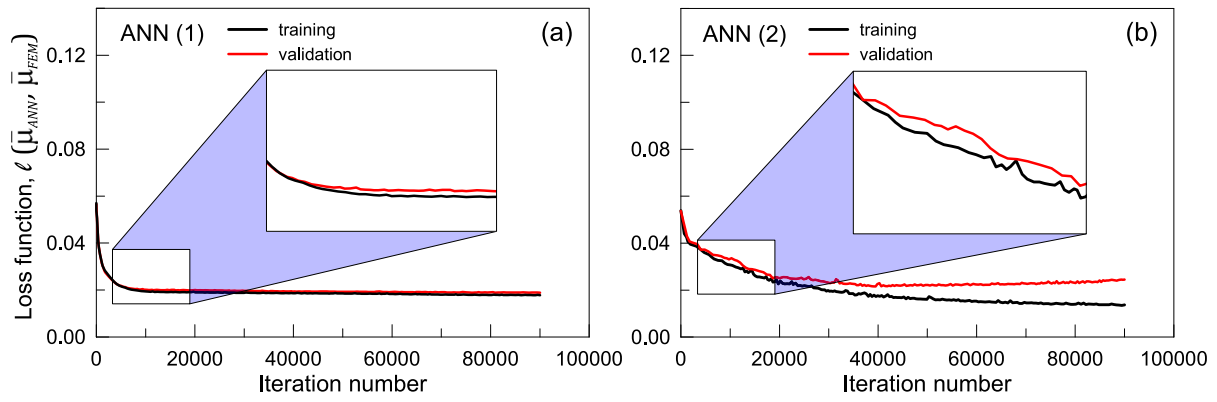 ANN (1)
training
validation
(a)
0.12
0.08
0.04
0.00
Loss function, ℓ (μ̄ANN, μ̄FEM)
0
20000
40000
60000
80000
100000
Iteration number
ANN (2)
training
validation
(b)
0.12
0.08
0.04
0.00
0
20000
40000
60000
80000
100000
Iteration number